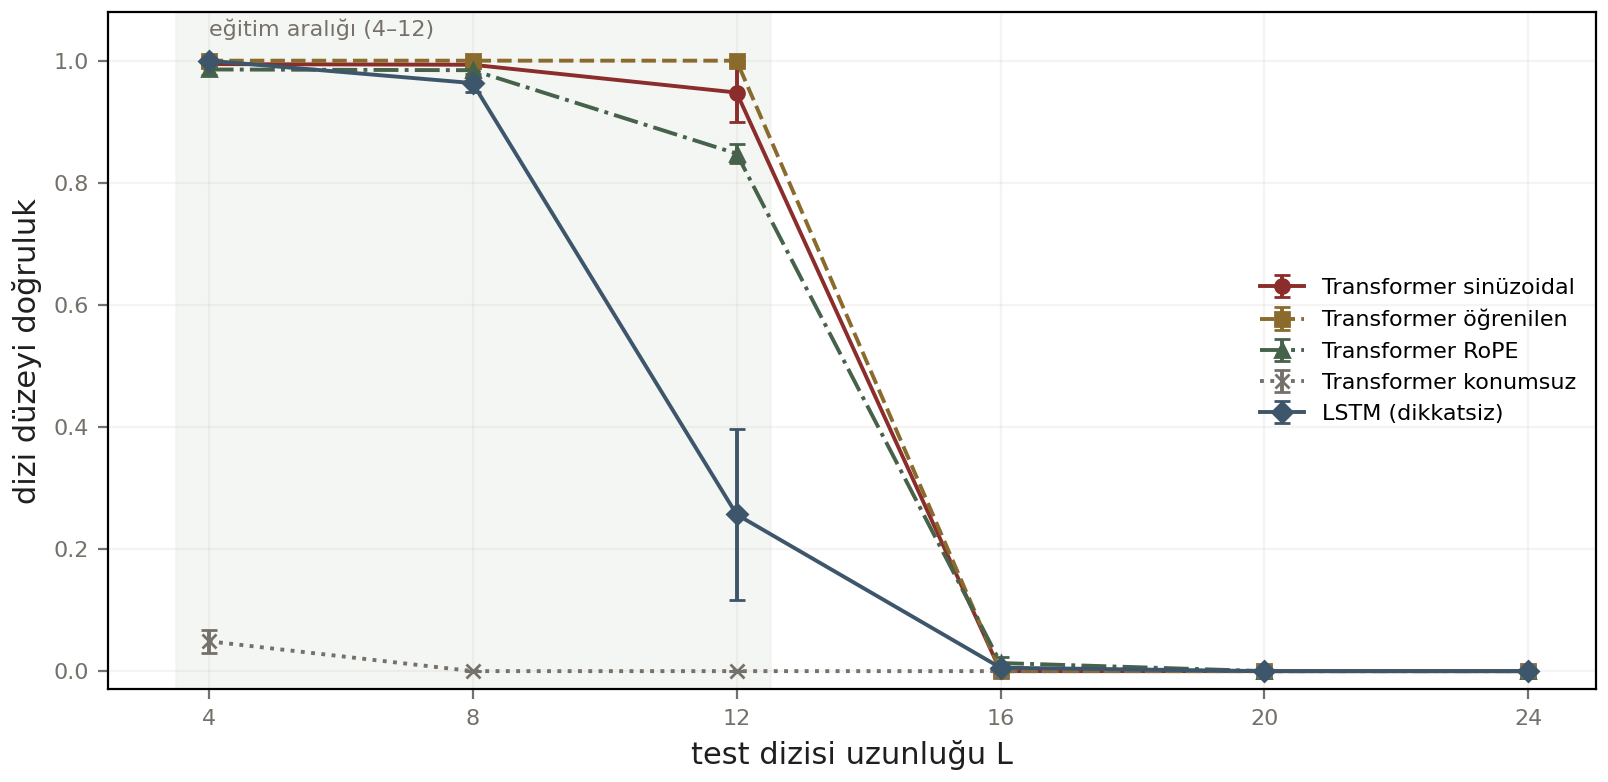 eğitim aralığı (4–12)
1.0
0.8
0.6
0.4
0.2
0.0
dizi düzeyi doğruluk
Transformer sinüzoidal
Transformer öğrenilen
Transformer RoPE
Transformer konumsuz
LSTM (dikkatsiz)
4 8 12 16 20 24
test dizisi uzunluğu L